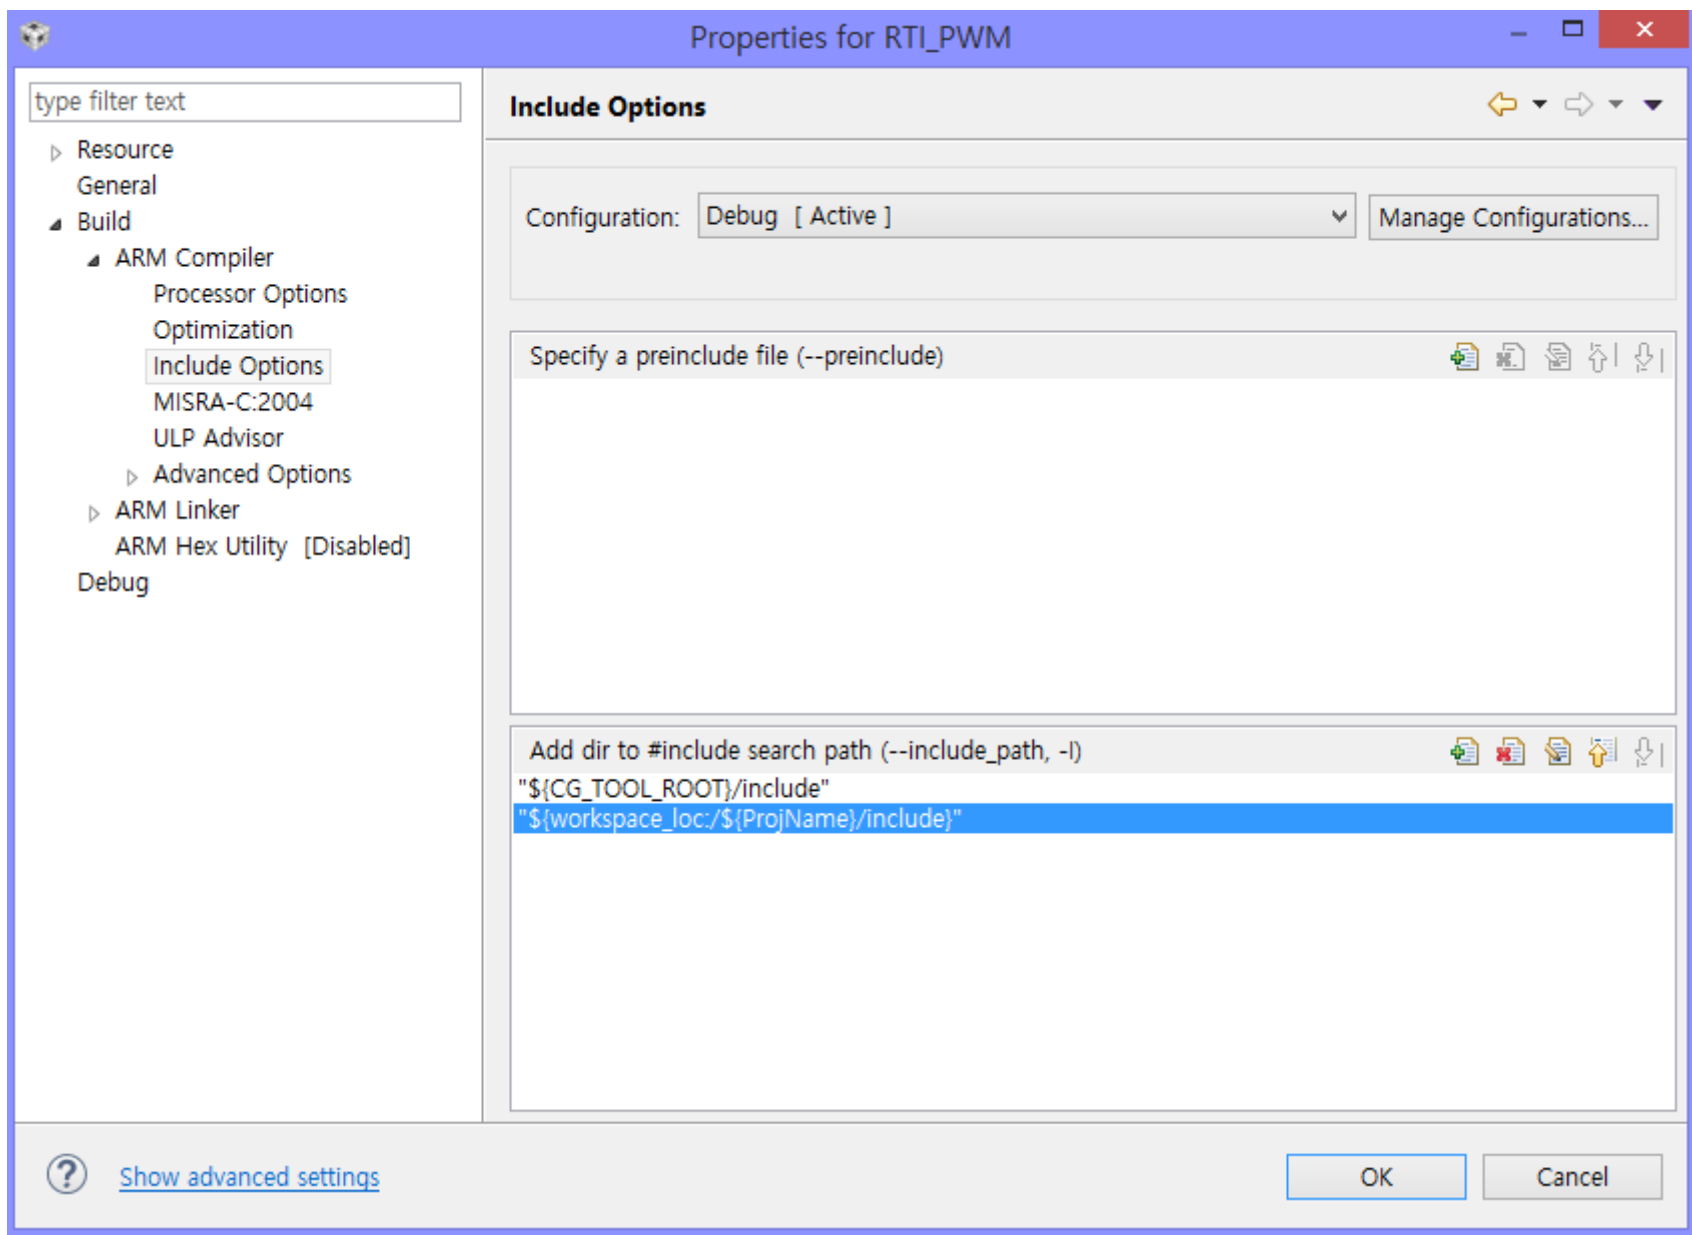 Properties for RTI_PWM
type filter text
Resource
General
Build
ARM Compiler
Processor Options
Optimization
Include Options
MISRA-C:2004
ULP Advisor
Advanced Options
ARM Linker
ARM Hex Utility [Disabled]
Debug
Include Options
Configuration: Debug [ Active ] Manage Configurations...
Specify a preinclude file (--preinclude)
Add dir to #include search path (--include_path, -I)
"${CG_TOOL_ROOT}/include"
"${workspace_loc:/${ProjName}/include}"
Show advanced settings
OK Cancel